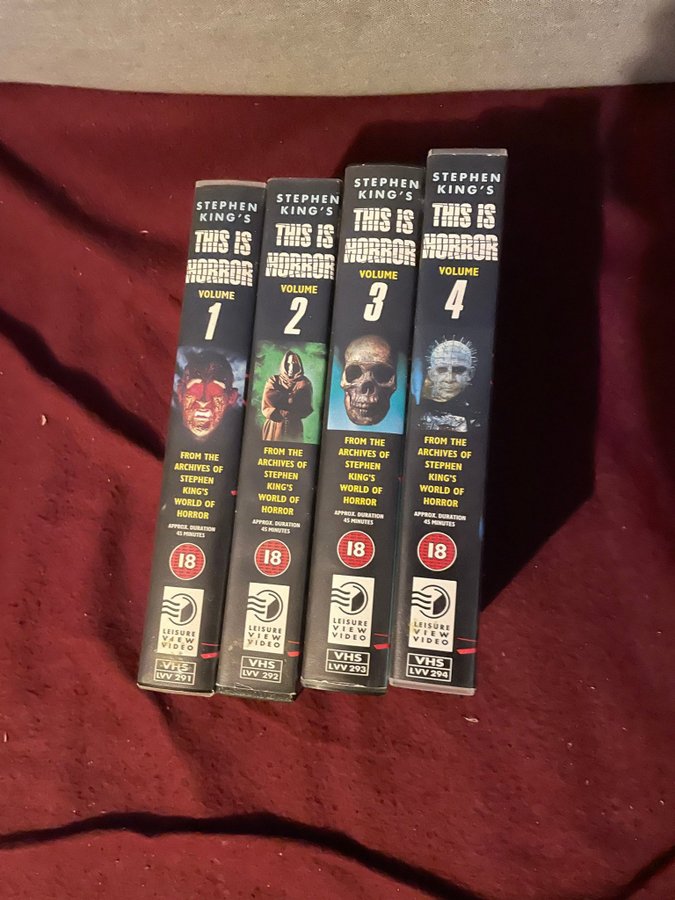 STEPHEN
KING'S
THIS IS
HORROR
VOLUME
1
FROM THE
ARCHIVES OF
STEPHEN
KING'S
WORLD OF
HORROR
APPROX. DURATION
45 MINUTES
18
LEISURE
VIEW
VIDEO
VHS
LVV 291
STEPHEN
KING'S
THIS IS
HORROR
VOLUME
2
FROM THE
ARCHIVES OF
STEPHEN
KING'S
WORLD OF
HORROR
APPROX. DURATION
45 MINUTES
18
LEISURE
VIEW
VIDEO
VHS
LVV 292
STEPHEN
KING'S
THIS IS
HORROR
VOLUME
3
FROM THE
ARCHIVES OF
STEPHEN
KING'S
WORLD OF
HORROR
APPROX. DURATION
45 MINUTES
18
LEISURE
VIEW
VIDEO
VHS
LVV 293
STEPHEN
KING'S
THIS IS
HORROR
VOLUME
4
FROM THE
ARCHIVES OF
STEPHEN
KING'S
WORLD OF
HORROR
APPROX. DURATION
45 MINUTES
18
LEISURE
VIEW
VIDEO
VHS
LVV 294